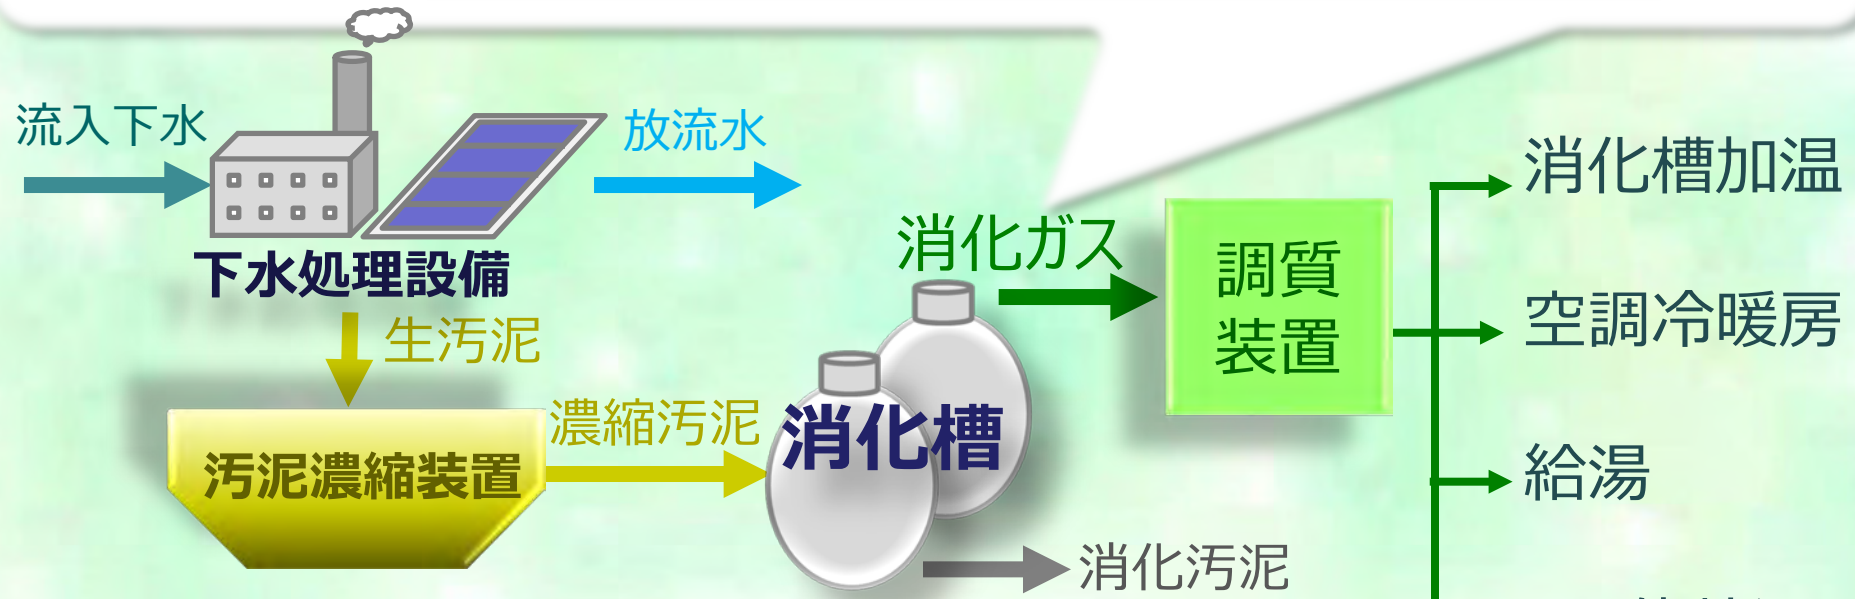 流入下水
放流水
下水処理設備
生汚泥
汚泥濃縮装置
濃縮汚泥
消化槽
消化ガス
消化汚泥
調質
装置
消化槽加温
空調冷暖房
給湯